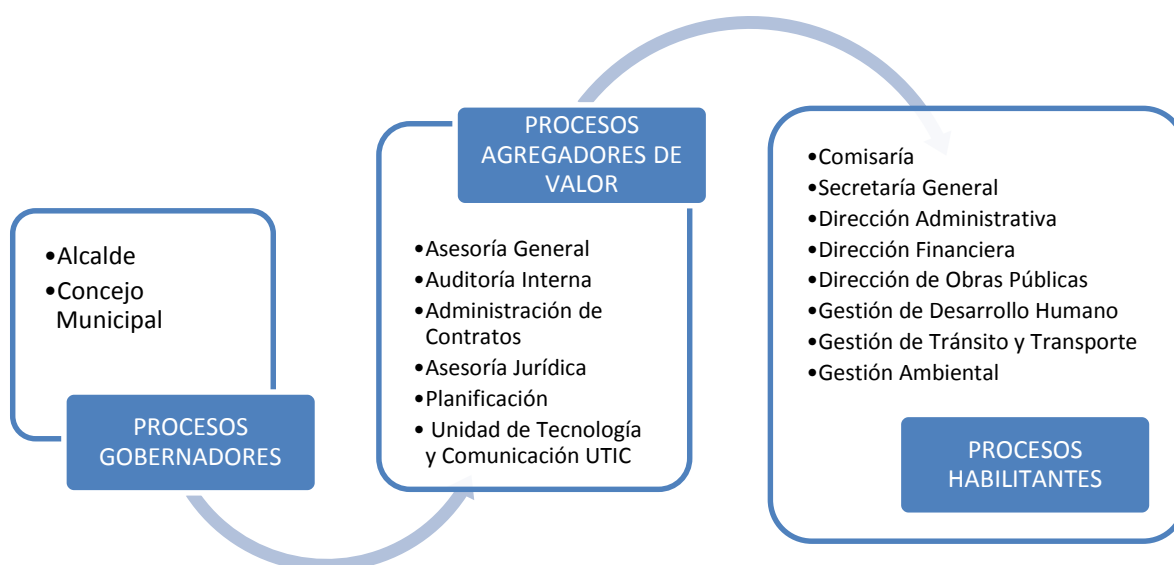 •Alcalde
•Concejo
Municipal
PROCESOS
GOBERNADORES
PROCESOS
AGREGADORES DE
VALOR
•Asesoría General
•Auditoría Interna
•Administración de
Contratos
•Asesoría Jurídica
•Planificación
• Unidad de Tecnología
y Comunicación UTIC
•Comisaría
•Secretaría General
•Dirección Administrativa
•Dirección Financiera
•Dirección de Obras Públicas
•Gestión de Desarrollo Humano
•Gestión de Tránsito y Transporte
•Gestión Ambiental
PROCESOS
HABILITANTES